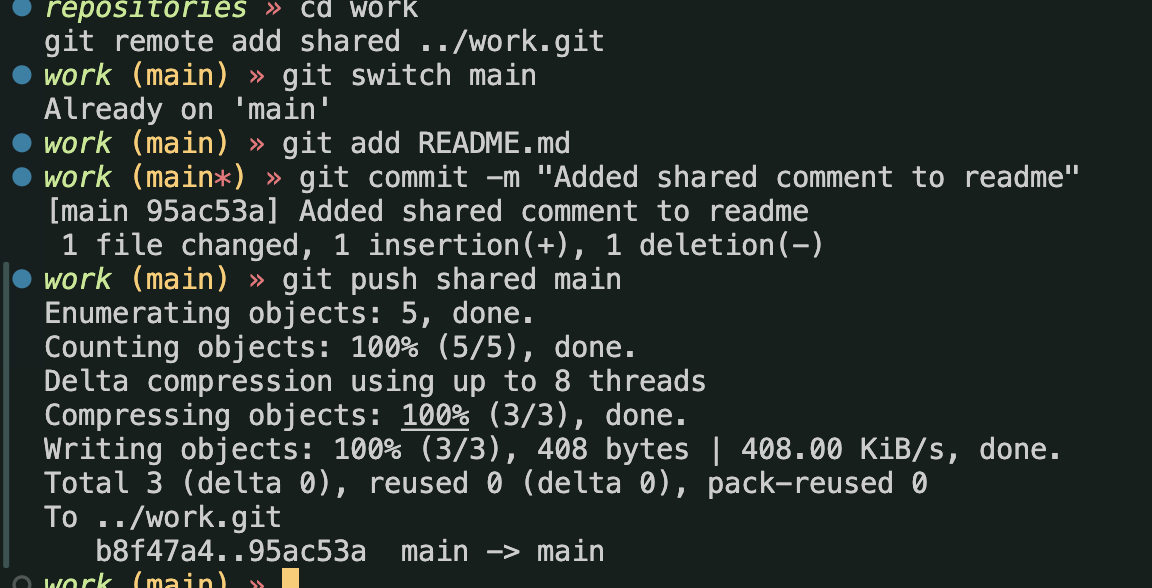 repositories » cd work
git remote add shared ../work.git
work (main) » git switch main
Already on 'main'
work (main) » git add README.md
work (main*) » git commit -m "Added shared comment to readme"
[main 95ac53a] Added shared comment to readme
 1 file changed, 1 insertion(+), 1 deletion(-)
work (main) » git push shared main
Enumerating objects: 5, done.
Counting objects: 100% (5/5), done.
Delta compression using up to 8 threads
Compressing objects: 100% (3/3), done.
Writing objects: 100% (3/3), 408 bytes | 408.00 KiB/s, done.
Total 3 (delta 0), reused 0 (delta 0), pack-reused 0
To ../work.git
   b8f47a4..95ac53a  main -> main
work (main) »